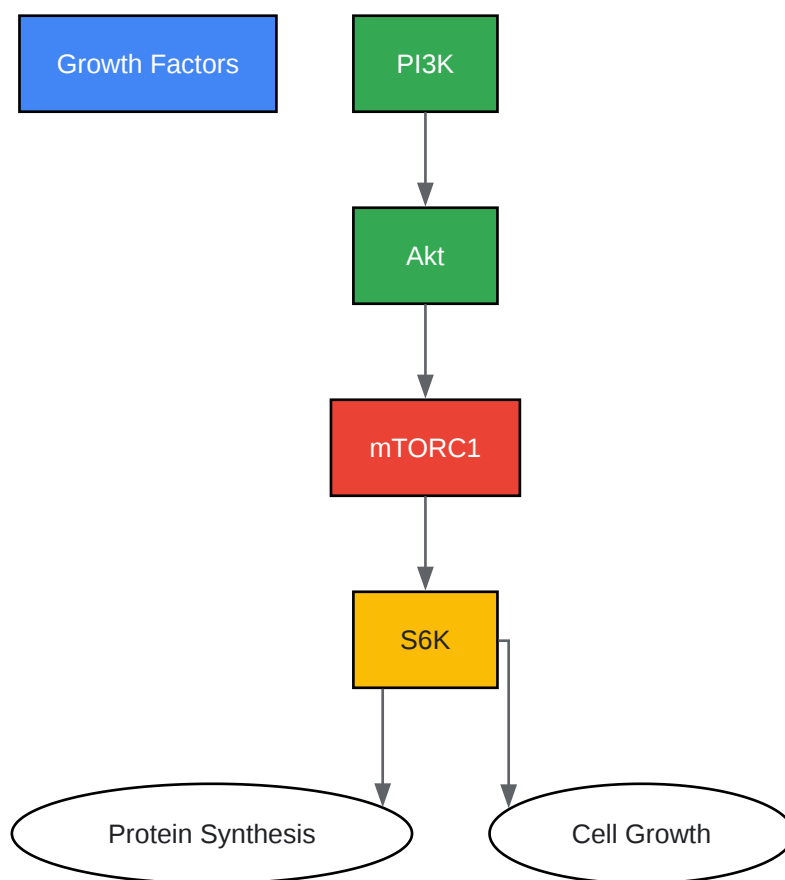 Growth Factors
PI3K
Akt
mTORC1
S6K
Protein Synthesis
Cell Growth